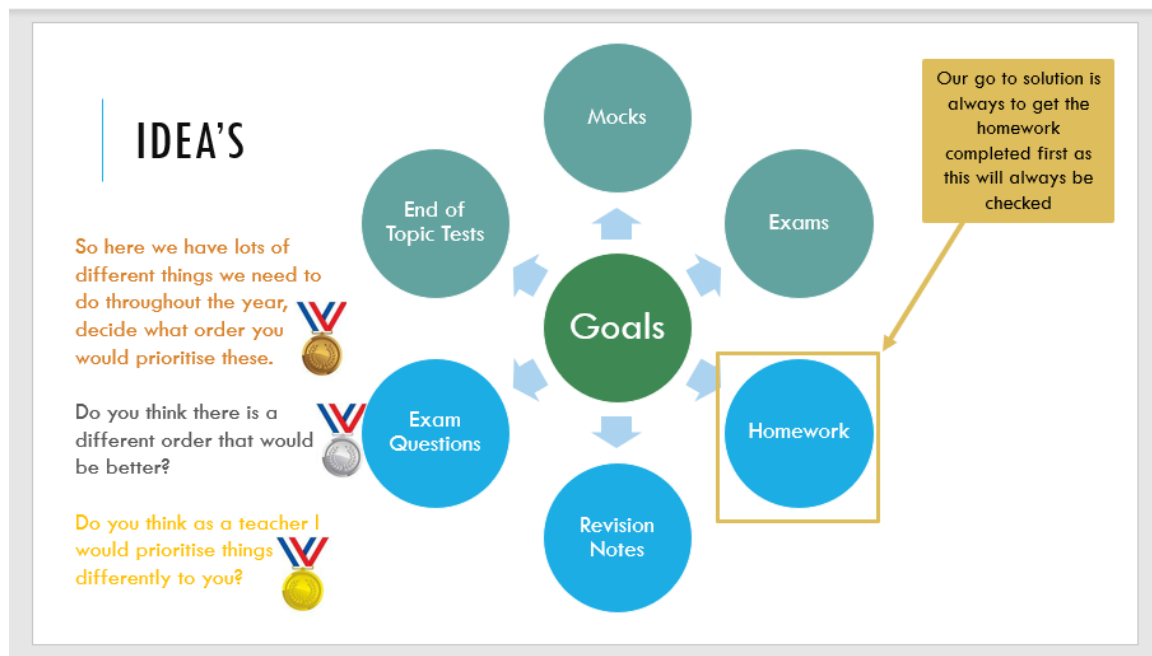 IDEA'S
So here we have lots of
different things we need to
do throughout the year,
decide what order you
would prioritise these.
Do you think there is a
different order that would
be better?
Do you think as a teacher I
would prioritise things
differently to you?
Mocks
End of
Topic Tests
Exams
Goals
Exam
Questions
Homework
Revision
Notes
Our go to solution is
always to get the
homework
completed first as
this will always be
checked